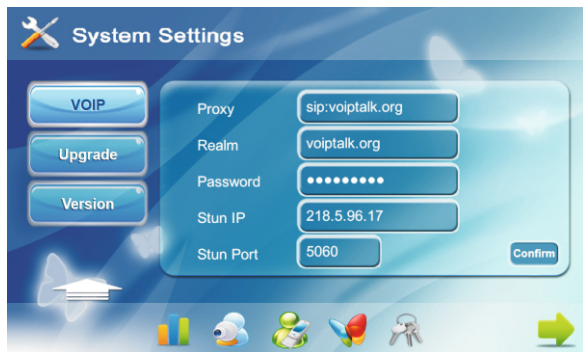 System Settings
VOIP
Upgrade
Version
Proxy sip:voiptalk.org
Realm voiptalk.org
Password •••••••••
Stun IP 218.5.96.17
Stun Port 5060
Confirm